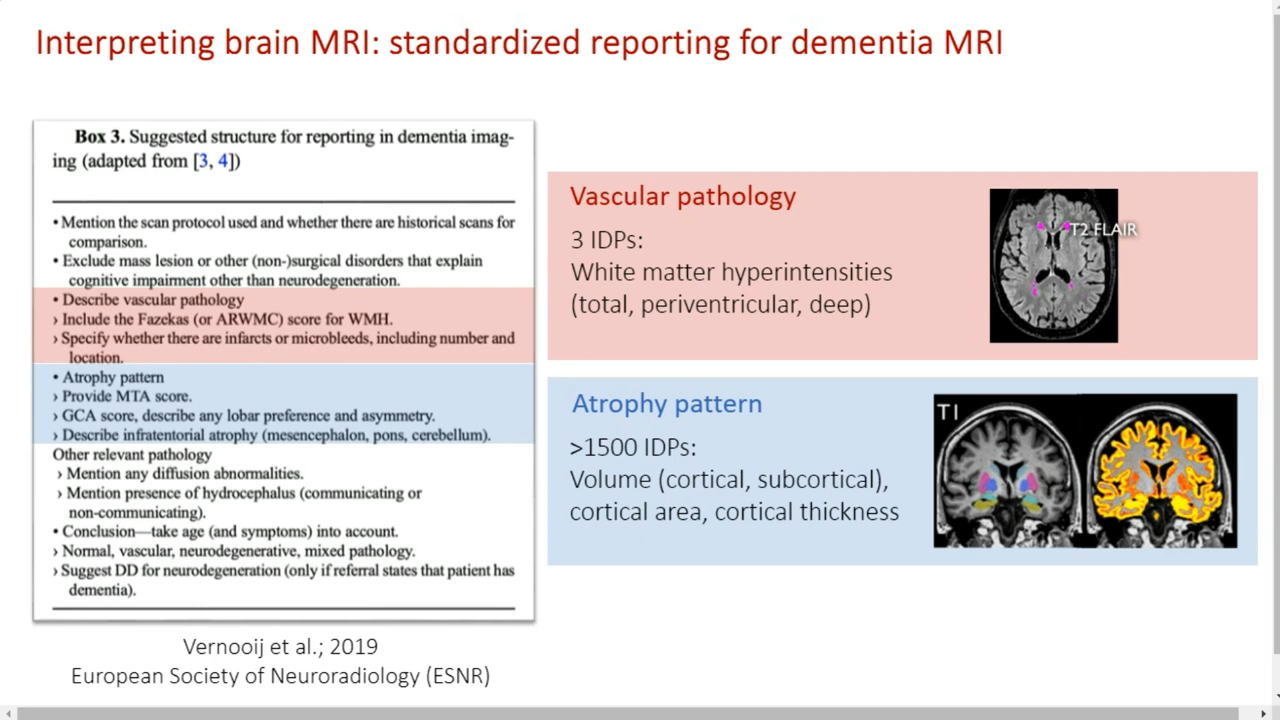 Interpreting brain MRI: standardized reporting for dementia MRI
Box 3. Suggested structure for reporting in dementia imag-
ing (adapted from [3, 4])
• Mention the scan protocol used and whether there are historical scans for
comparison.
• Exclude mass lesion or other (non-)surgical disorders that explain
cognitive impairment other than neurodegeneration.
• Describe vascular pathology
› Include the Fazekas (or ARWMC) score for WMH.
› Specify whether there are infarcts or microbleeds, including number and
location.
• Atrophy pattern
› Provide MTA score.
› GCA score, describe any lobar preference and asymmetry.
› Describe infratentorial atrophy (mesencephalon, pons, cerebellum).
Other relevant pathology
› Mention any diffusion abnormalities.
› Mention presence of hydrocephalus (communicating or
non-communicating).
• Conclusion—take age (and symptoms) into account.
› Normal, vascular, neurodegenerative, mixed pathology.
› Suggest DD for neurodegeneration (only if referral states that patient has
dementia).
Vernooij et al.; 2019
European Society of Neuroradiology (ESNR)
Vascular pathology
3 IDPs:
White matter hyperintensities
(total, periventricular, deep)
T2 FLAIR
Atrophy pattern
>1500 IDPs:
Volume (cortical, subcortical),
cortical area, cortical thickness
T1